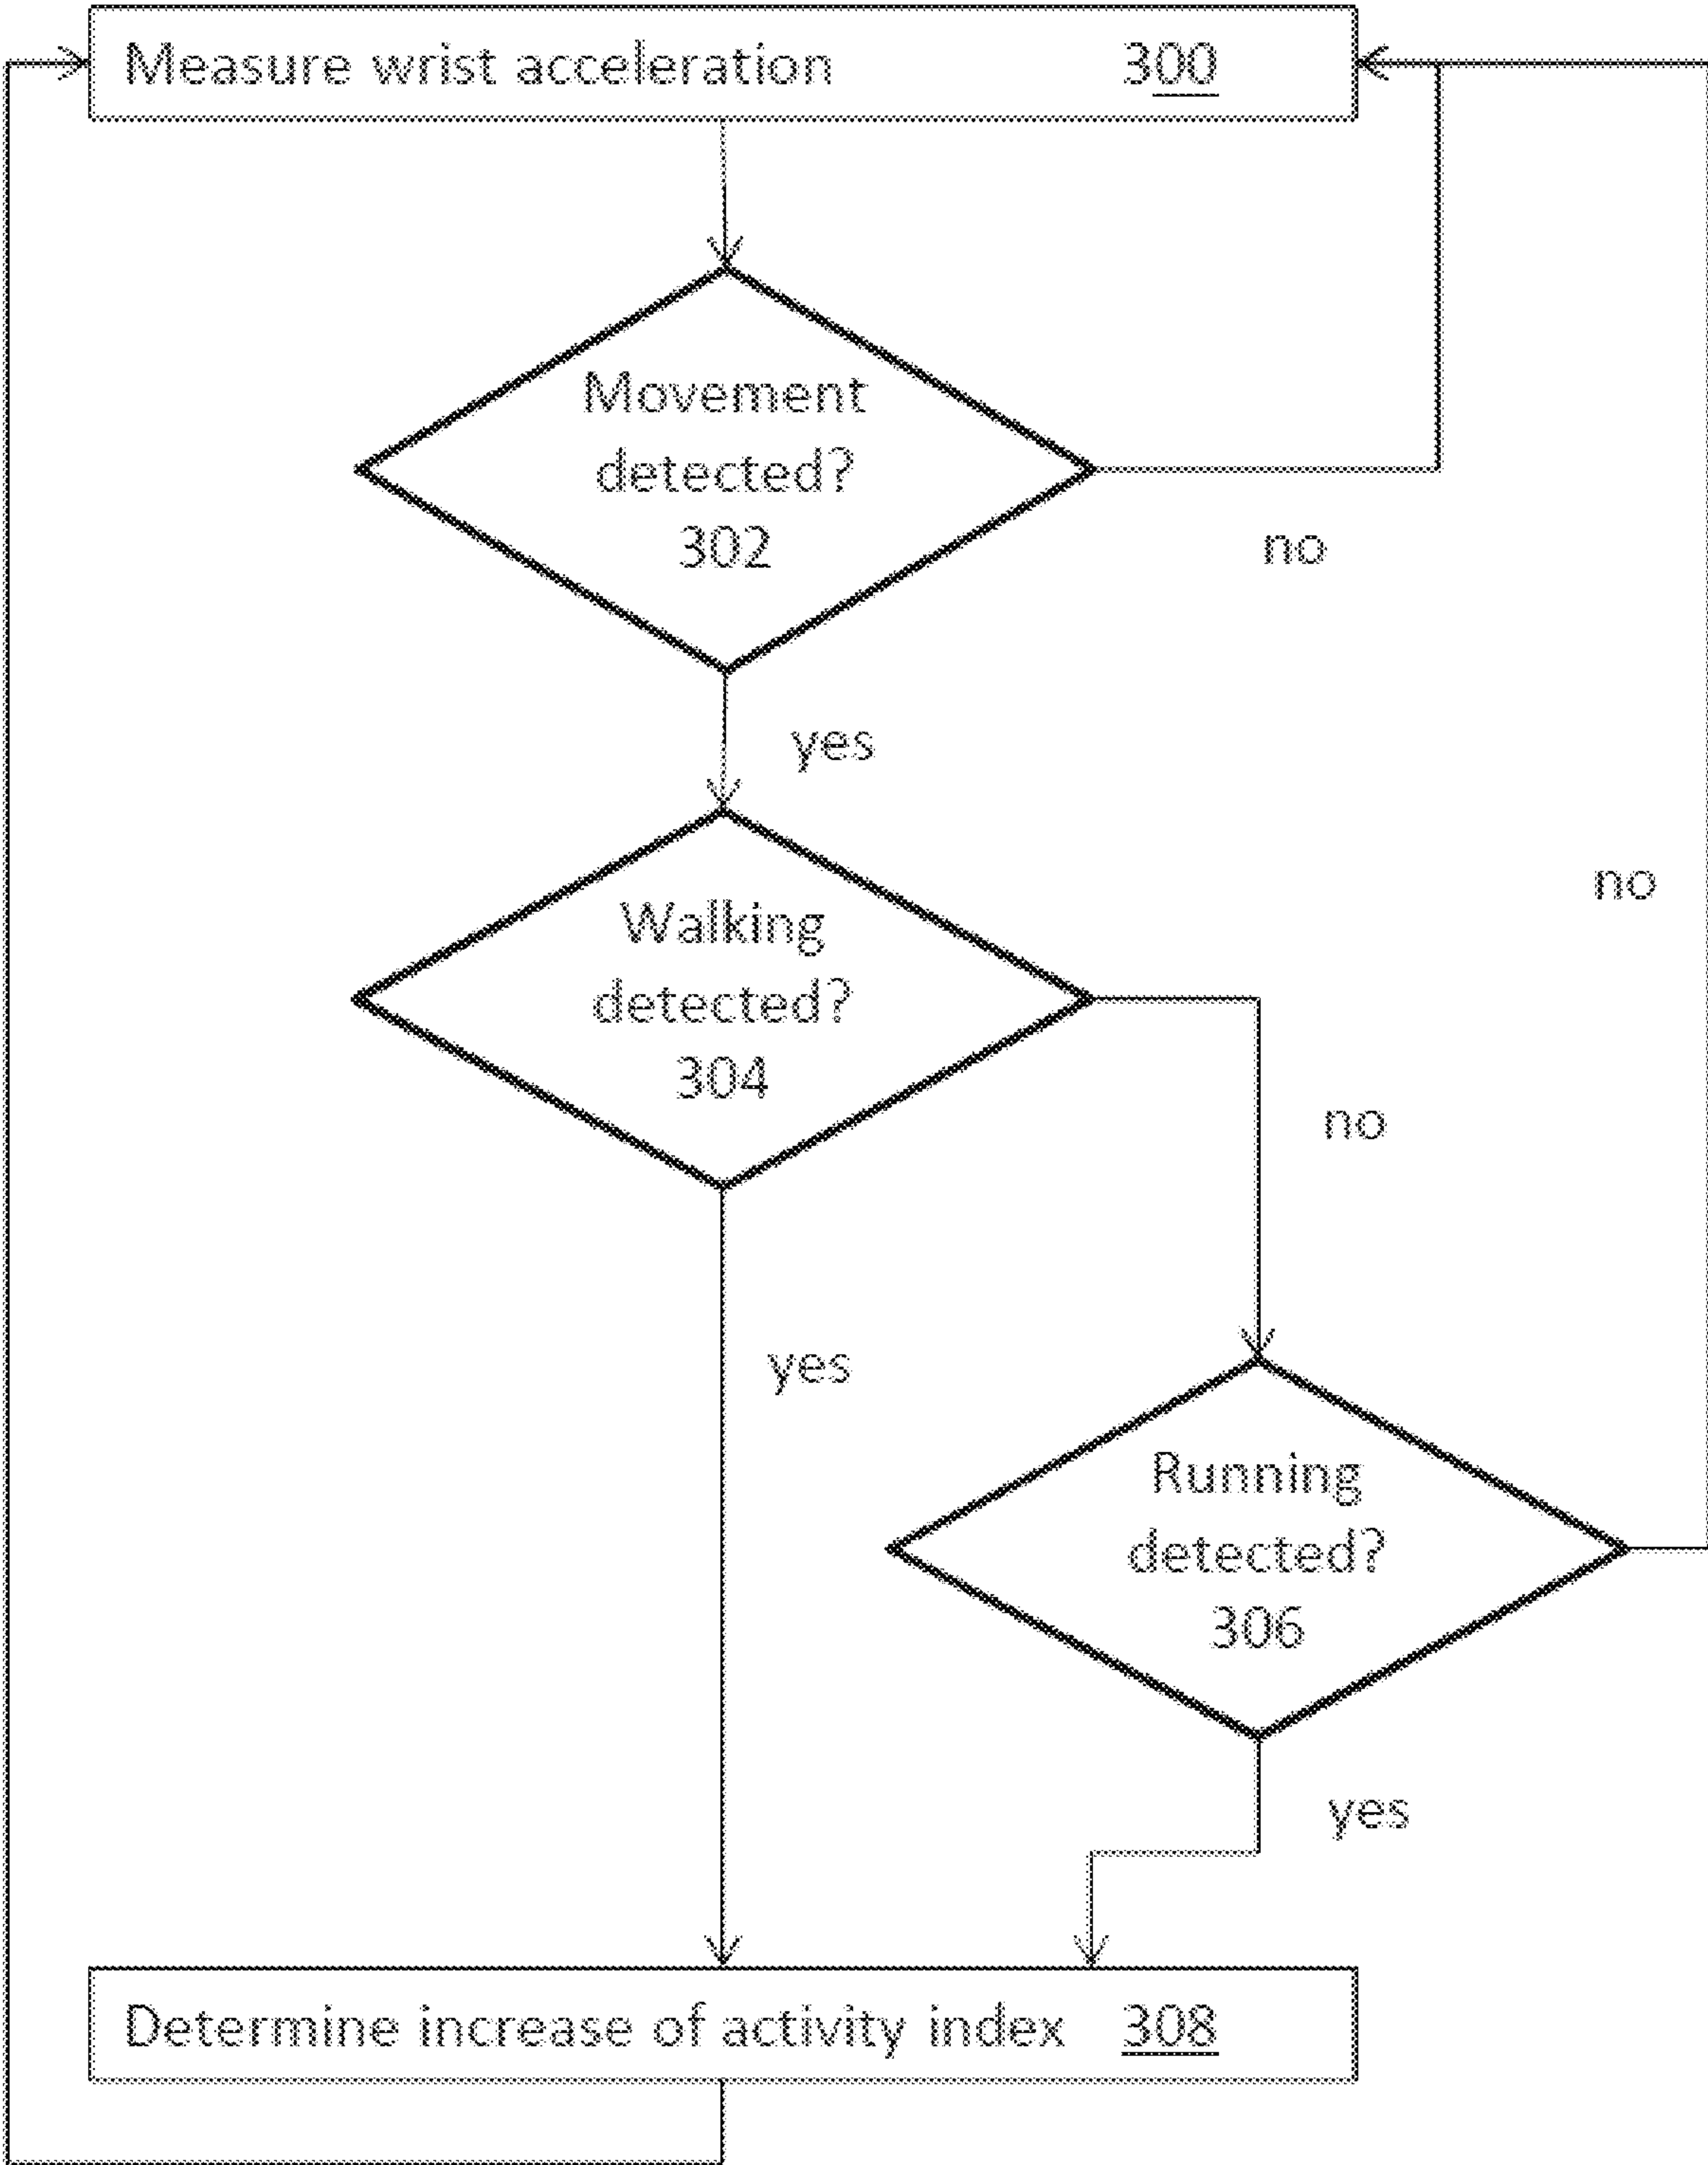 Measure wrist acceleration 300
Movement
detected?
302
no
yes
no
Walking
detected?
304
no
yes
Running
detected?
306
yes
Determine increase of activity index 308